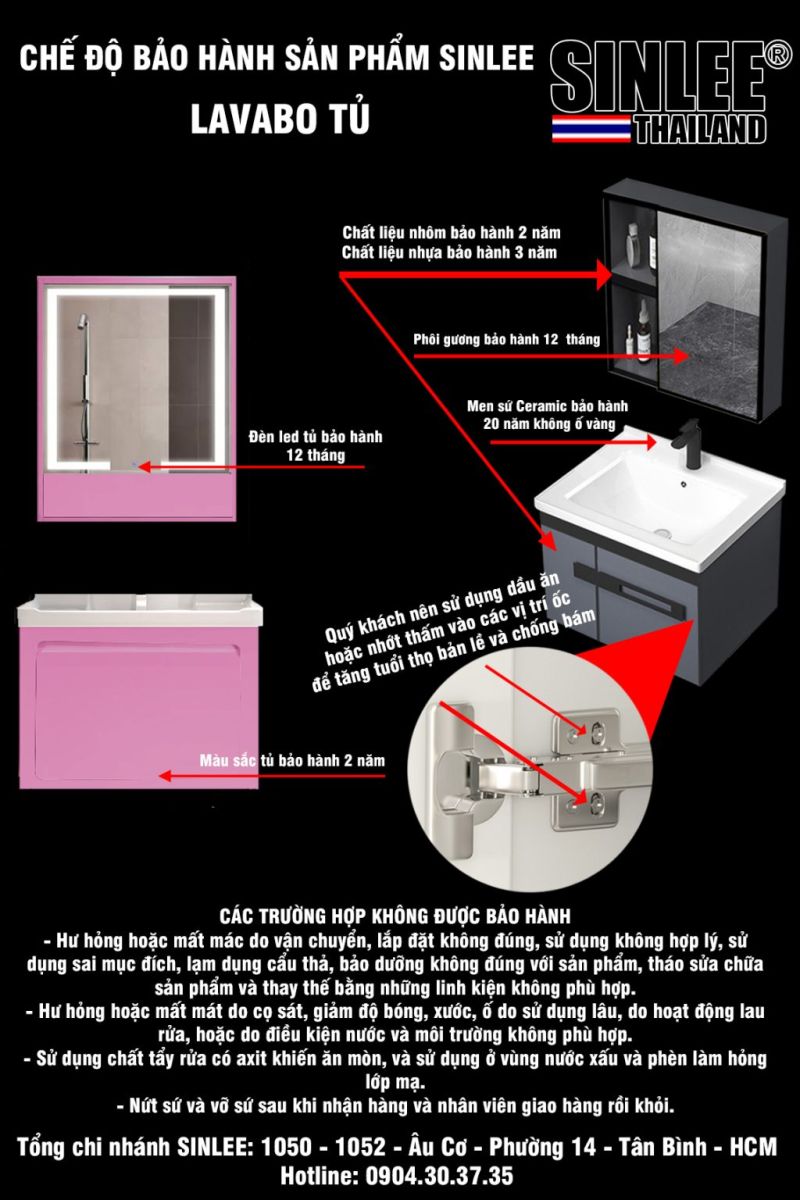 CHẾ ĐỘ BẢO HÀNH SẢN PHẨM SINLEE
LAVABO TỦ
SINLEE®
THAILAND
Chất liệu nhôm bảo hành 2 năm
Chất liệu nhựa bảo hành 3 năm
Phôi gương bảo hành 12 tháng
Men sứ Ceramic bảo hành
20 năm không ố vàng
Đèn led tủ bảo hành
12 tháng
Quý khách nên sử dụng dầu ăn
hoặc nhớt thấm vào các vị trí ốc
để tăng tuổi thọ bản lề và chống bám
Màu sắc tủ bảo hành 2 năm
CÁC TRƯỜNG HỢP KHÔNG ĐƯỢC BẢO HÀNH
- Hư hỏng hoặc mất mác do vận chuyển, lắp đặt không đúng, sử dụng không hợp lý, sử
dụng sai mục đích, lạm dụng cẩu thả, bảo dưỡng không đúng với sản phẩm, tháo sửa chữa
sản phẩm và thay thế bằng những linh kiện không phù hợp.
- Hư hỏng hoặc mất mát do cọ sát, giảm độ bóng, xước, ố do sử dụng lâu, do hoạt động lau
rửa, hoặc do điều kiện nước và môi trường không phù hợp.
- Sử dụng chất tẩy rửa có axit khiến ăn mòn, và sử dụng ở vùng nước xấu và phèn làm hỏng
lớp mạ.
- Nứt sứ và vỡ sứ sau khi nhận hàng và nhân viên giao hàng rồi khỏi.
Tổng chi nhánh SINLEE: 1050 - 1052 - Âu Cơ - Phường 14 - Tân Bình - HCM
Hotline: 0904.30.37.35